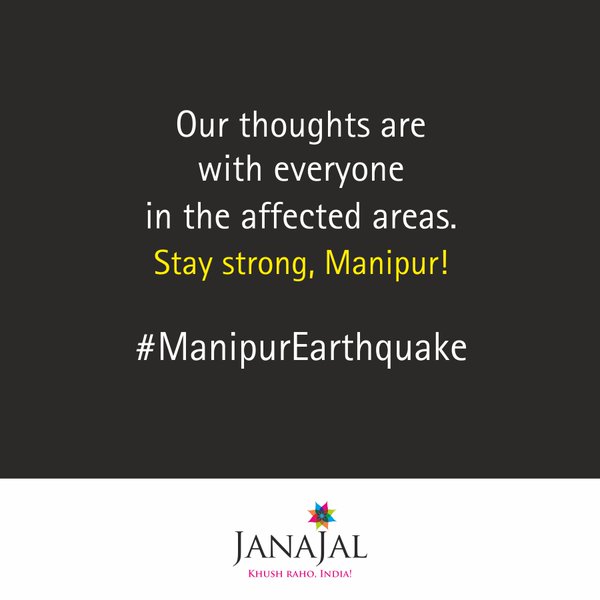 Our thoughts are
with everyone
in the affected areas.
Stay strong, Manipur!
#ManipurEarthquake
JANAJAL
KHUSH RAHO, INDIA!